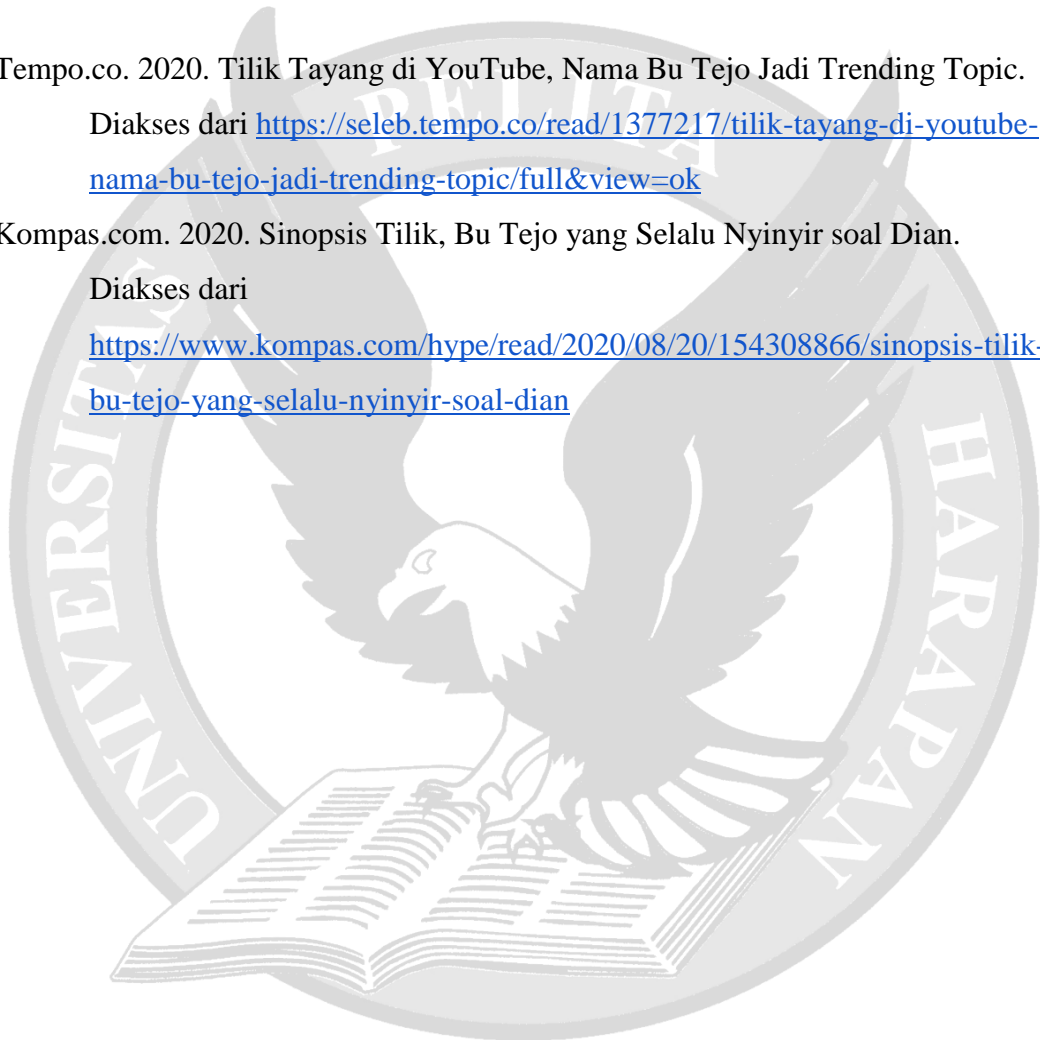 Tempo.co. 2020. Tilik Tayang di YouTube, Nama Bu Tejo Jadi Trending Topic.
Diakses dari https://seleb.tempo.co/read/1377217/tilik-tayang-di-youtube-
nama-bu-tejo-jadi-trending-topic/full&view=ok
Kompas.com. 2020. Sinopsis Tilik, Bu Tejo yang Selalu Nyinyir soal Dian.
Diakses dari
https://www.kompas.com/hype/read/2020/08/20/154308866/sinopsis-tilik-
bu-tejo-yang-selalu-nyinyir-soal-dian
UNIVERSITAS PELITA HARAPAN